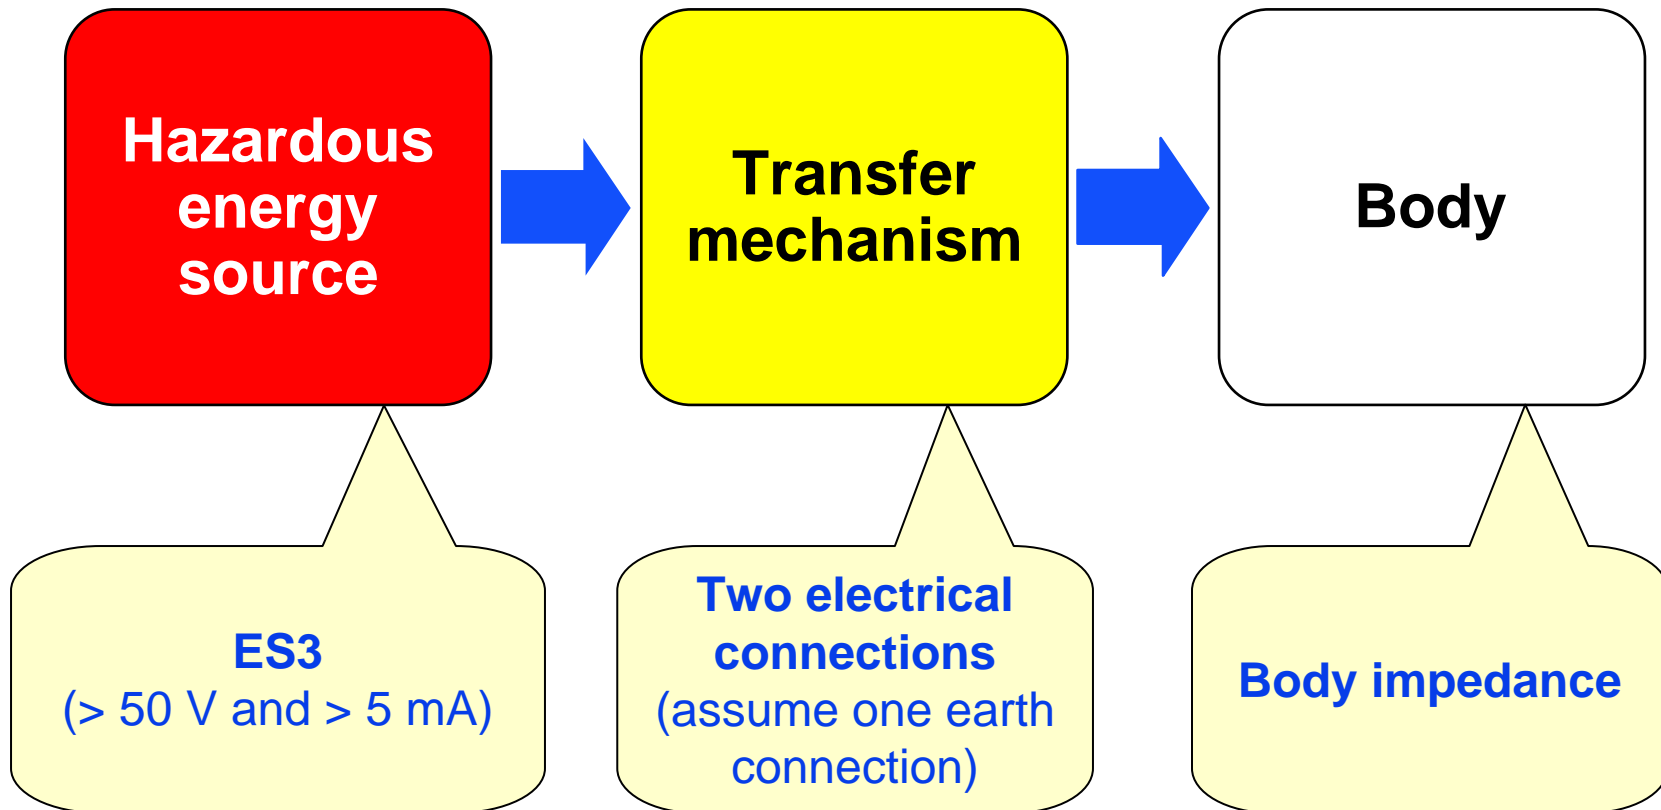 Hazardous
energy
source
Transfer
mechanism
Body
ES3
(> 50 V and > 5 mA)
Two electrical
connections
(assume one earth
connection)
Body impedance